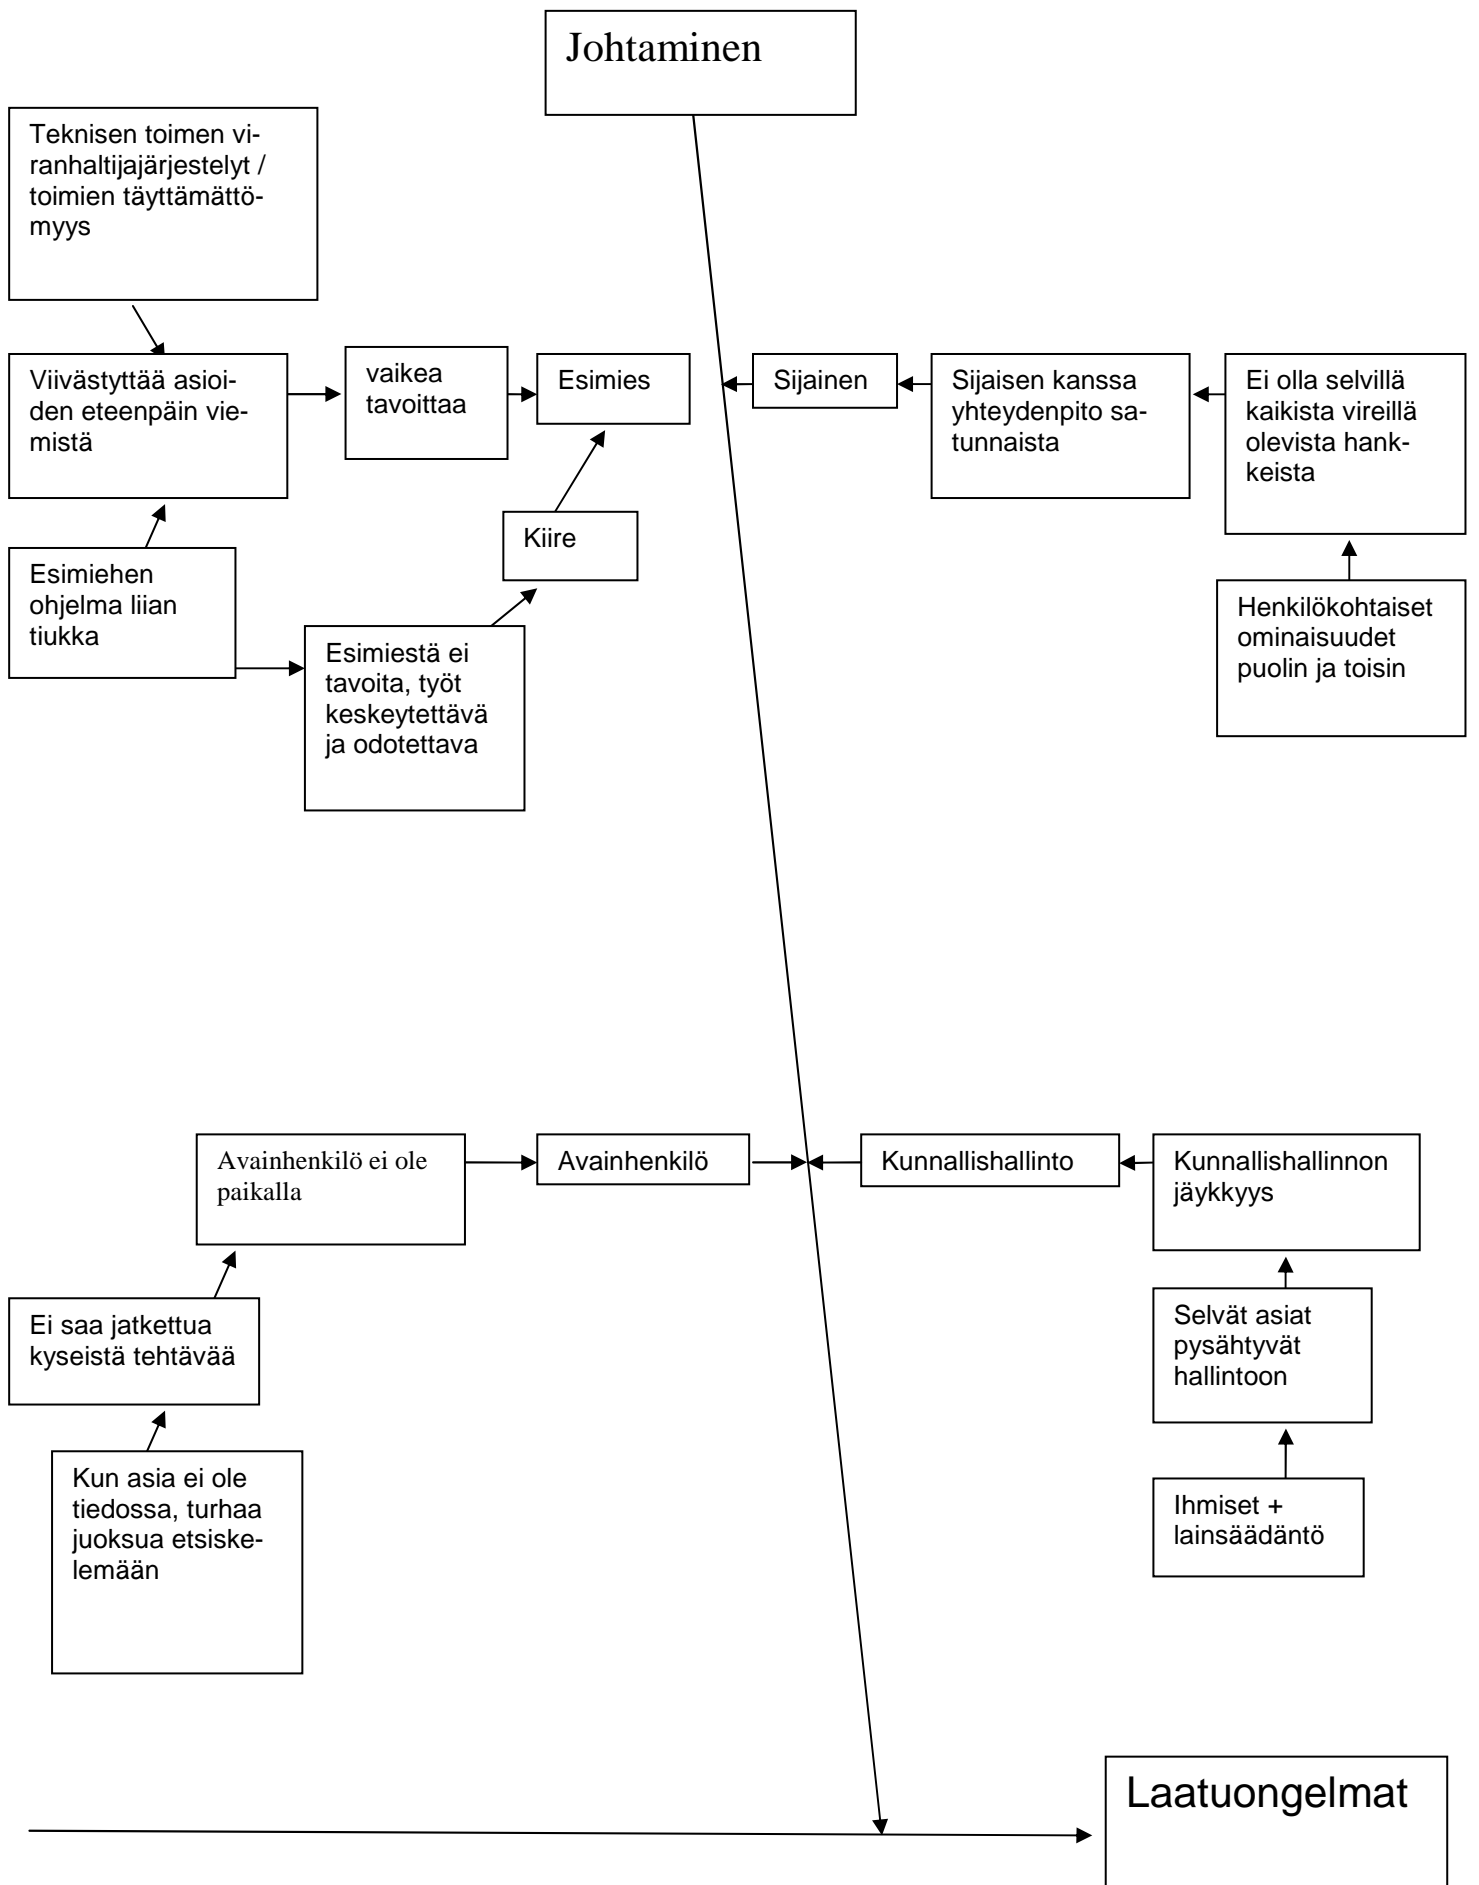 Johtaminen
Teknisen toimen vi-
ranhaltijajärjestelyt /
toimien täyttämättö-
myys
Viivästyttää asioi-
den eteenpäin vie-
mistä
vaikea
tavoittaa
Esimies
Sijainen
Sijaisen kanssa
yhteydenpito sa-
tunnaista
Ei olla selvillä
kaikista vireillä
olevista hank-
keista
Kiire
Esimiehen
ohjelma liian
tiukka
Esimiestä ei
tavoita, työt
keskeytettävä
ja odotettava
Henkilökohtaiset
ominaisuudet
puolin ja toisin
Avainhenkilö ei ole
paikalla
Avainhenkilö
Kunnallishallinto
Kunnallishallinnon
jäykkyys
Ei saa jatkettua
kyseistä tehtävää
Selvät asiat
pysähtyvät
hallintoon
Kun asia ei ole
tiedossa, turhaa
juoksua etsiske-
lemään
Ihmiset +
lainsäädäntö
Laatuongelmat